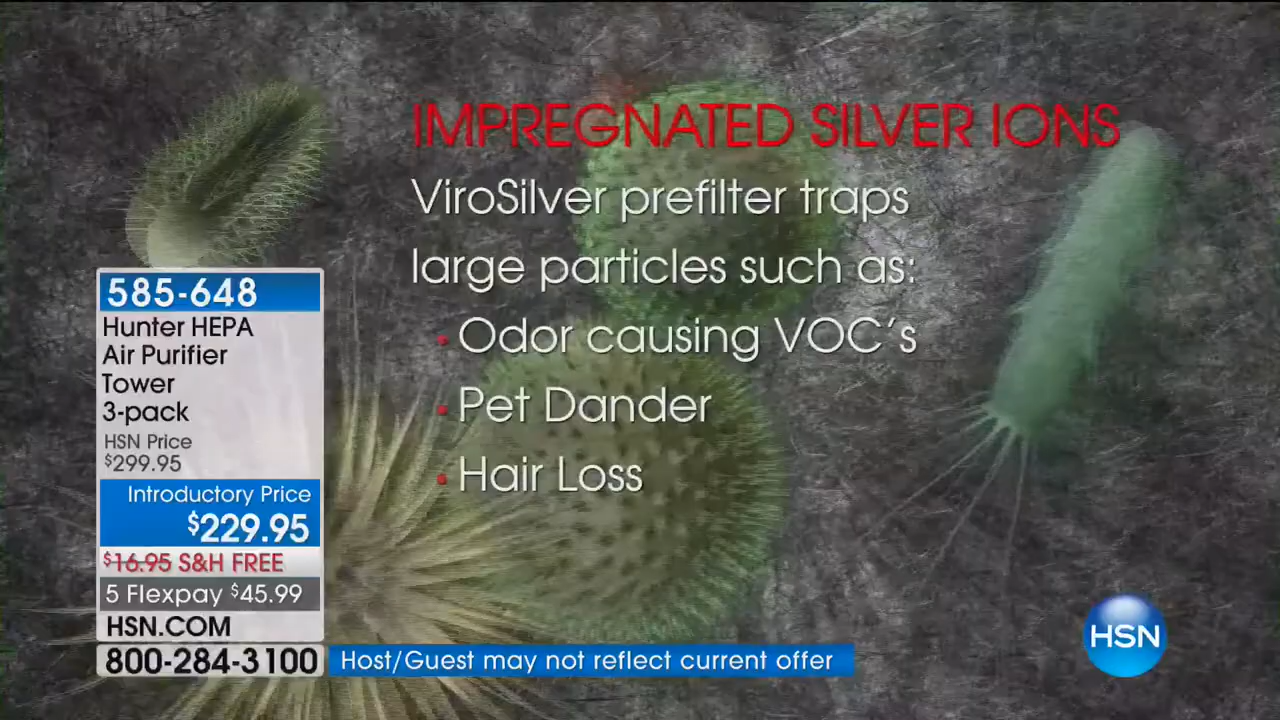 IMPREGNATED SILVER IONS
ViroSilver prefilter traps
large particles such as:
Odor causing VOC's
Pet Dander
Hair Loss
585-648
Hunter HEPA
Air Purifier
Tower
3-pack
HSN Price
$299.95
Introductory Price
$229.95
$16.95 S&H FREE
5 Flexpay $45.99
HSN.COM
800-284-3100
Host/Guest may not reflect current offer
HSN